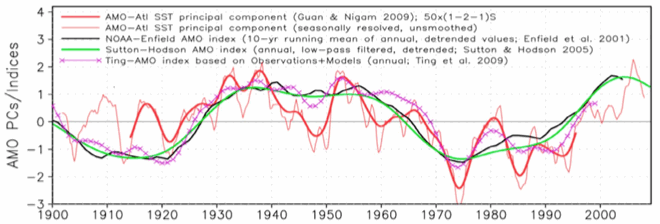 AMO-Atl SST principal component (Guan & Nigam 2009); 50x(1-2-1)S
AMO-Atl SST principal component (seasonally resolved, unsmoothed)
NOAA-Enfield AMO index (10-yr running mean of annual, detrended values; Enfield et al. 2001)
Sutton-Hodson AMO index (annual, low-pass filtered, detrended; Sutton & Hodson 2005)
Ting-AMO index based on Observations+Models (annual; Ting et al. 2009)
AMO PCs/Indices
4
3
2
1
0
-1
-2
-3
1900 1910 1920 1930 1940 1950 1960 1970 1980 1990 2000